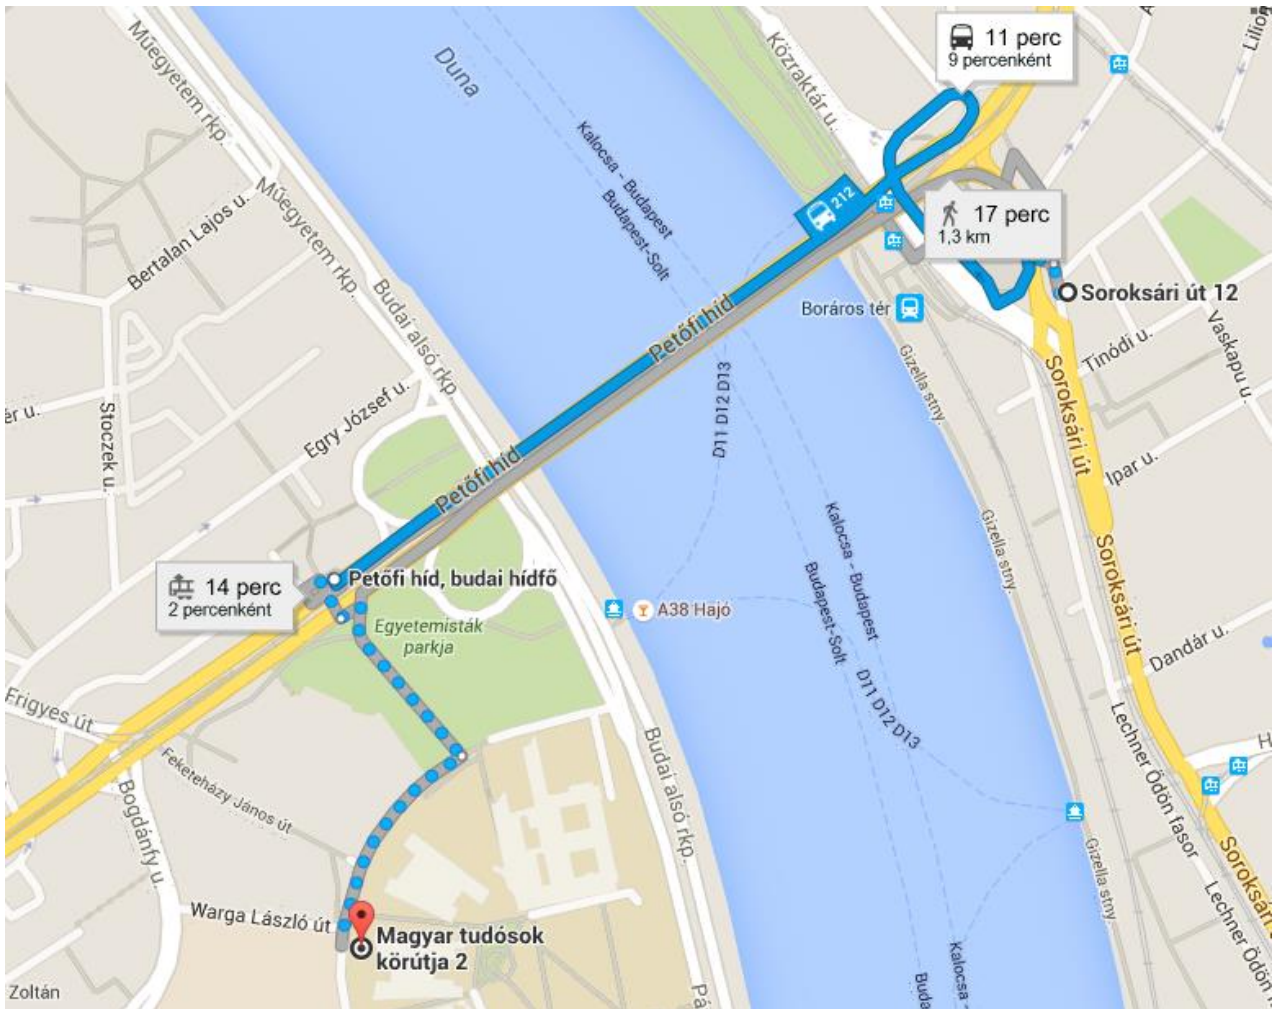 11 perc
9 percenként
Műegyetem rkp.
Duna
Közraktár u.
Kalocsa - Budapest
Budapest-Solt
Műegyetem rkp.
Bertalan Lajos u.
212
17 perc
1,3 km
Budai alsó rkp.
Soroksári út 12
Boráros tér
Petőfi híd
Vaskapu u.
Tinódi u.
Gizella stny.
D11 D12 D13
Soroksári út
Stoczek u.
Egry József u.
Petőfi híd
Ipar u.
Kalocsa - Budapest
Budapest-Solt
Gizella stny.
Soroksári út
14 perc
2 percenként
Petőfi híd, budai hídfő
A38 Hajó
Egyetemisták
parkja
Dandár u.
D11 D12 D13
Frigyes út
Feketeházy János út
Bogdánfy u.
Budai alsó rkp.
Lechner Ödön fasor
Gizella stny.
Soroksári
Warga László út
Magyar tudósok
körútja 2
Lechner Ödön
Kalocsa -
Zoltán